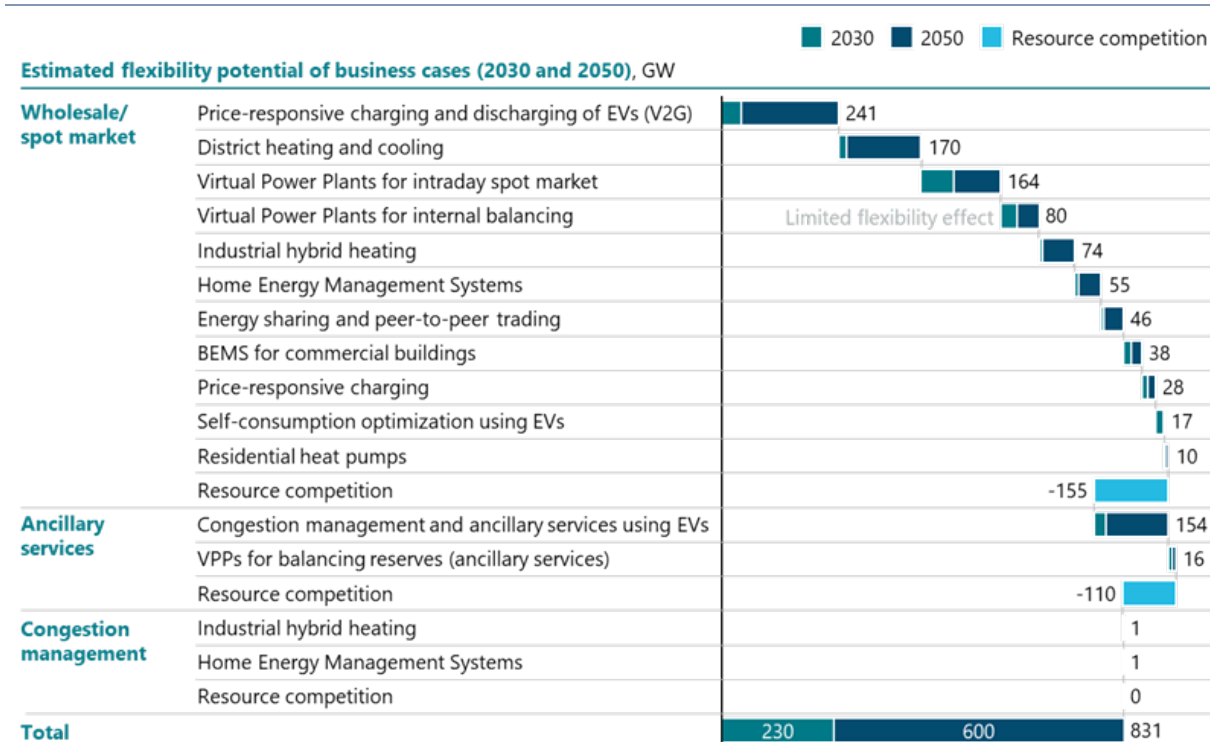 2030 2050 Resource competition
Estimated flexibility potential of business cases (2030 and 2050), GW
Wholesale/
spot market
Price-responsive charging and discharging of EVs (V2G) 241
District heating and cooling 170
Virtual Power Plants for intraday spot market 164
Virtual Power Plants for internal balancing Limited flexibility effect 80
Industrial hybrid heating 74
Home Energy Management Systems 55
Energy sharing and peer-to-peer trading 46
BEMS for commercial buildings 38
Price-responsive charging 28
Self-consumption optimization using EVs 17
Residential heat pumps 10
Resource competition -155
Ancillary
services
Congestion management and ancillary services using EVs 154
VPPs for balancing reserves (ancillary services) 16
Resource competition -110
Congestion
management
Industrial hybrid heating 1
Home Energy Management Systems 1
Resource competition 0
Total 230 600 831